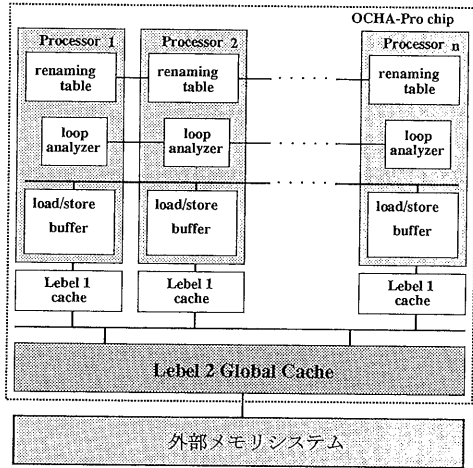 OCHA-Pro chip
Processor 1
Processor 2
Processor n
renaming
table
renaming
table
renaming
table
loop
analyzer
loop
analyzer
loop
analyzer
load/store
buffer
load/store
buffer
load/store
buffer
Lebel 1
cache
Lebel 1
cache
Lebel 1
cache
Lebel 2 Global Cache
外部メモリシステム